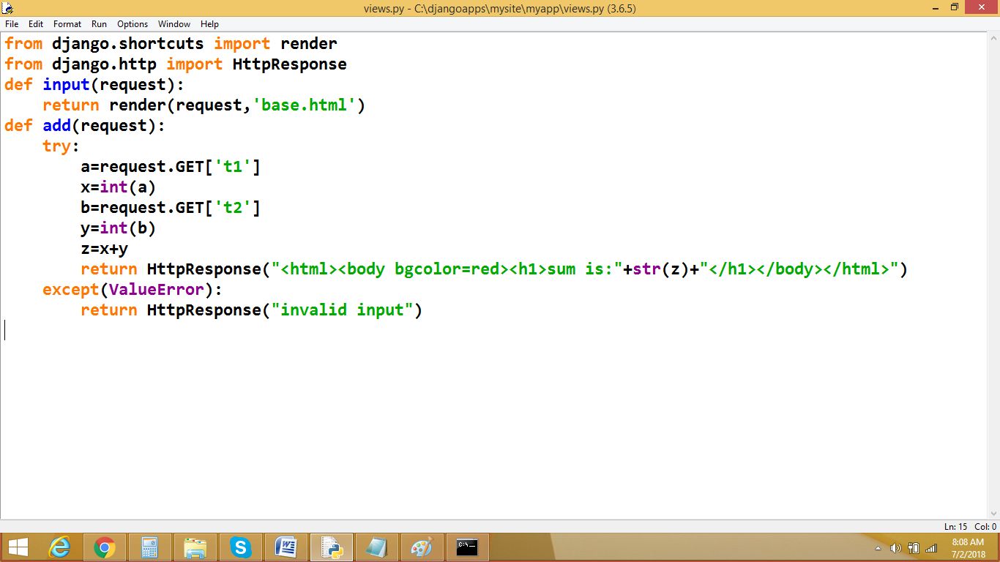 views.py - C:\djangoapps\mysite\myapp\views.py (3.6.5)
File Edit Format Run Options Window Help
from django.shortcuts import render
from django.http import HttpResponse
def input(request):
    return render(request,'base.html')
def add(request):
    try:
        a=request.GET['t1']
        x=int(a)
        b=request.GET['t2']
        y=int(b)
        z=x+y
        return HttpResponse("<html><body bgcolor=red><h1>sum is:"+str(z)+"</h1></body></html>")
    except(ValueError):
        return HttpResponse("invalid input")
Ln: 15 Col: 0
8:08 AM
7/2/2018